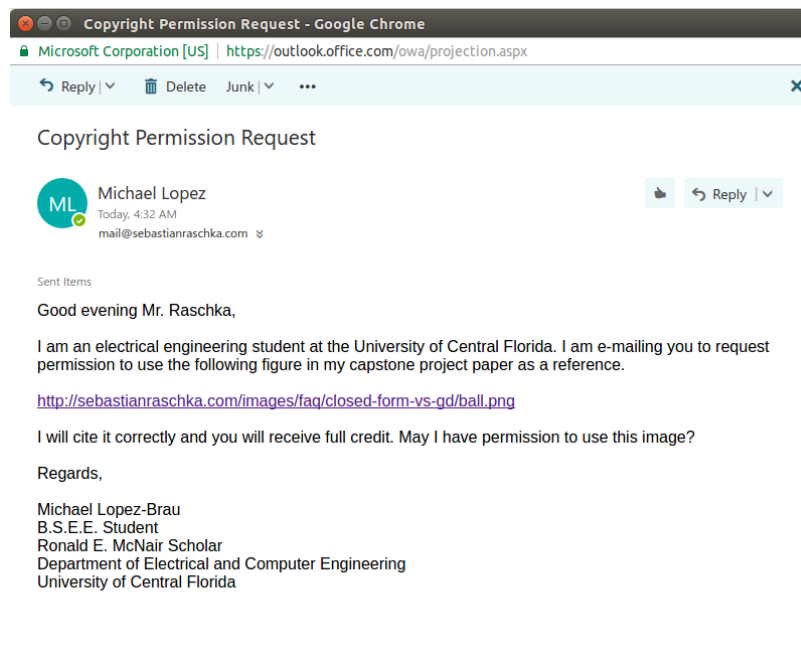 Copyright Permission Request - Google Chrome
Microsoft Corporation [US] | https://outlook.office.com/owa/projection.aspx
Reply | Delete Junk | •••
Copyright Permission Request
ML
Michael Lopez
Reply |
Today, 4:32 AM
mail@sebastianraschka.com
Sent Items
Good evening Mr. Raschka,
I am an electrical engineering student at the University of Central Florida. I am e-mailing you to request
permission to use the following figure in my capstone project paper as a reference.
http://sebastianraschka.com/images/faq/closed-form-vs-gd/ball.png
I will cite it correctly and you will receive full credit. May I have permission to use this image?
Regards,
Michael Lopez-Brau
B.S.E.E. Student
Ronald E. McNair Scholar
Department of Electrical and Computer Engineering
University of Central Florida